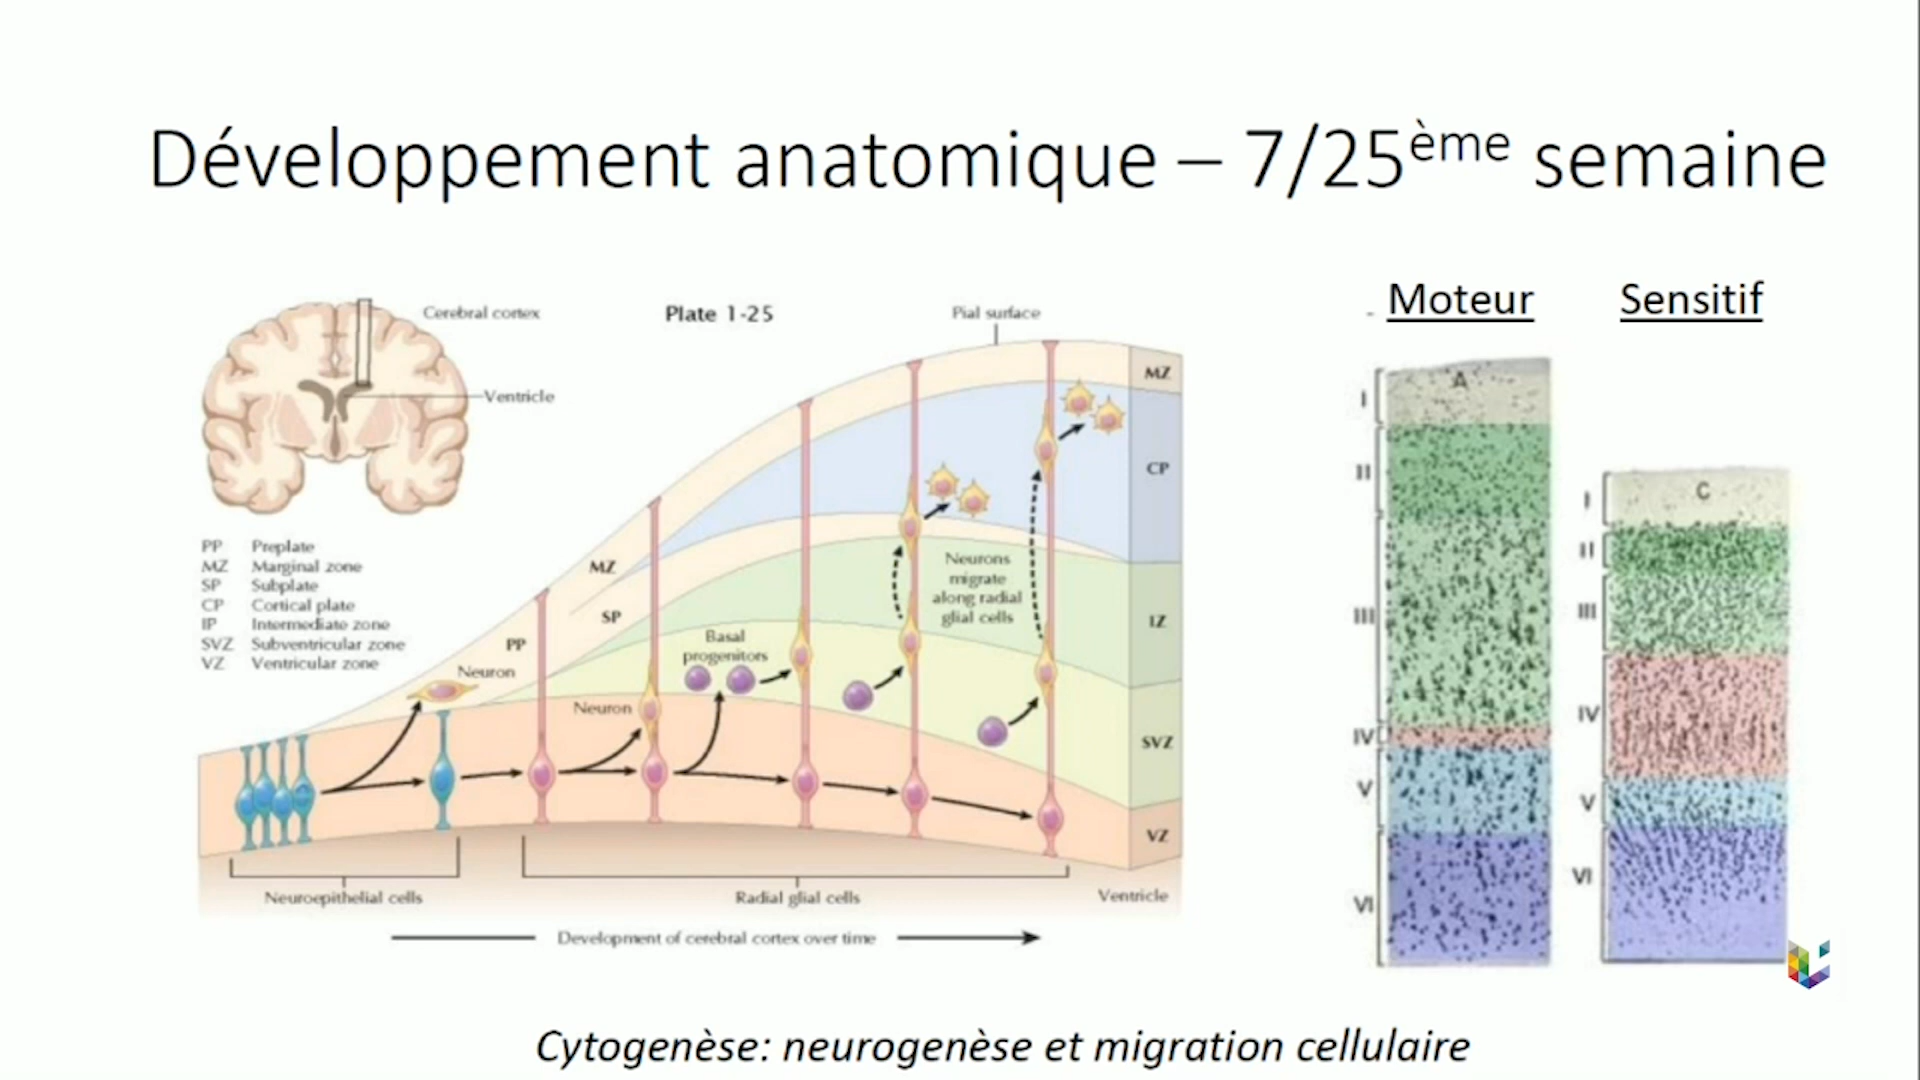 Développement anatomique – 7/25ème semaine
Moteur
Sensitif
Cerebral cortex
Plate 1-25
Pial surface
Ventricle
PP Preplate
MZ Marginal zone
SP Subplate
CP Cortical plate
IP Intermediate zone
SVZ Subventricular zone
VZ Ventricular zone
MZ
SP
PP
Neuron
Neuron
Basal
progenitors
Neurons
migrate
along radial
glial cells
MZ
CP
IZ
SVZ
VZ
Neuroepithelial cells
Radial glial cells
Ventricle
Development of cerebral cortex over time
A
I
II
III
IV
V
VI
C
I
II
III
IV
V
VI
Cytogenèse: neurogenèse et migration cellulaire